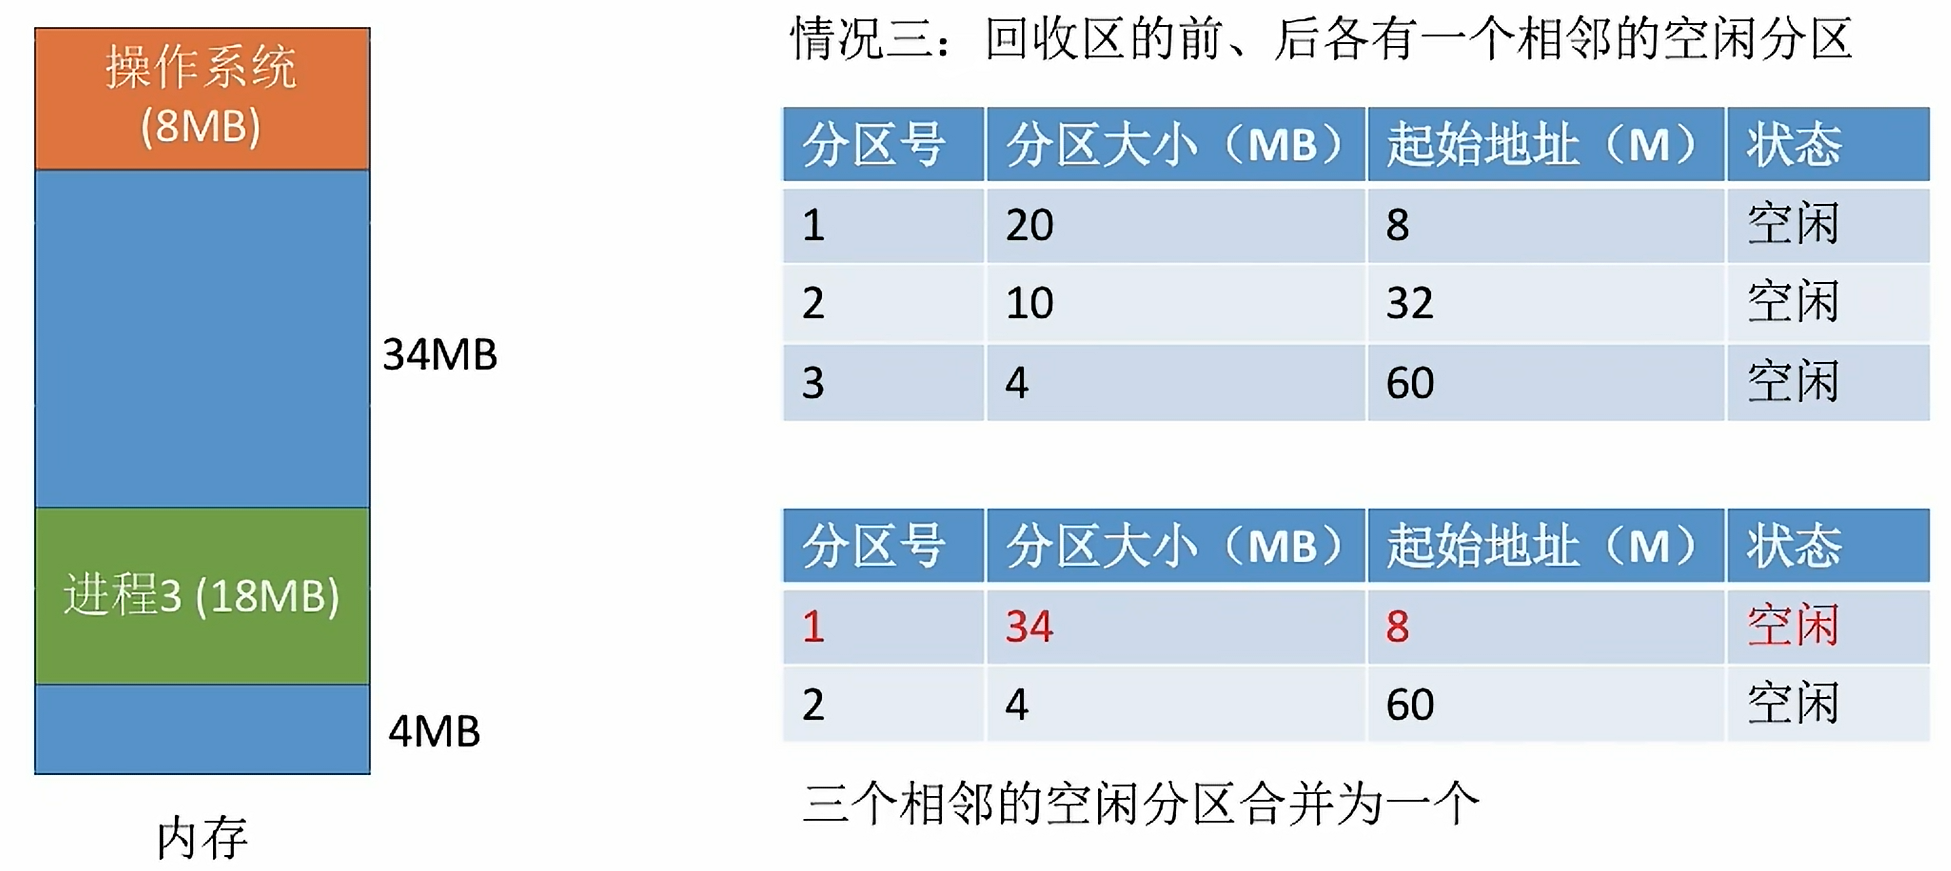 操作系统
(8MB)
34MB
进程3 (18MB)
4MB
内存
情况三：回收区的前、后各有一个相邻的空闲分区
分区号 分区大小（MB） 起始地址（M） 状态
1 20 8 空闲
2 10 32 空闲
3 4 60 空闲
分区号 分区大小（MB） 起始地址（M） 状态
1 34 8 空闲
2 4 60 空闲
三个相邻的空闲分区合并为一个